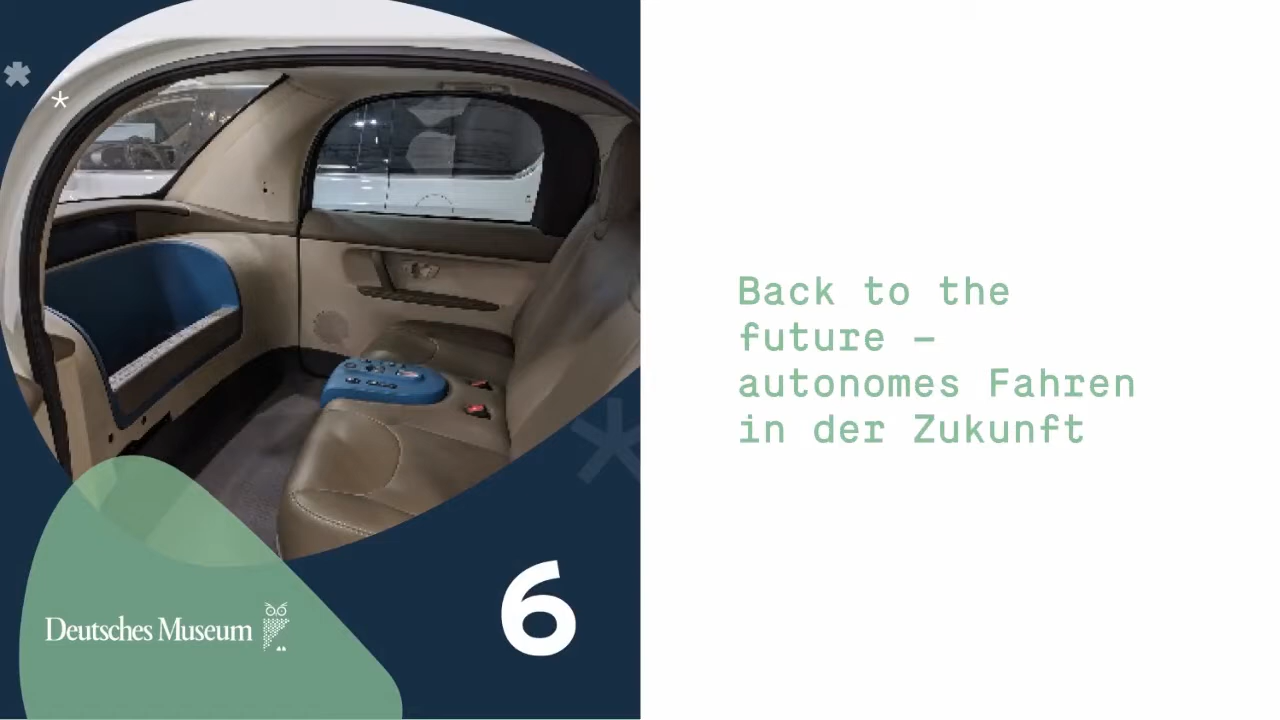 Deutsches Museum
6
Back to the
future –
autonomes Fahren
in der Zukunft